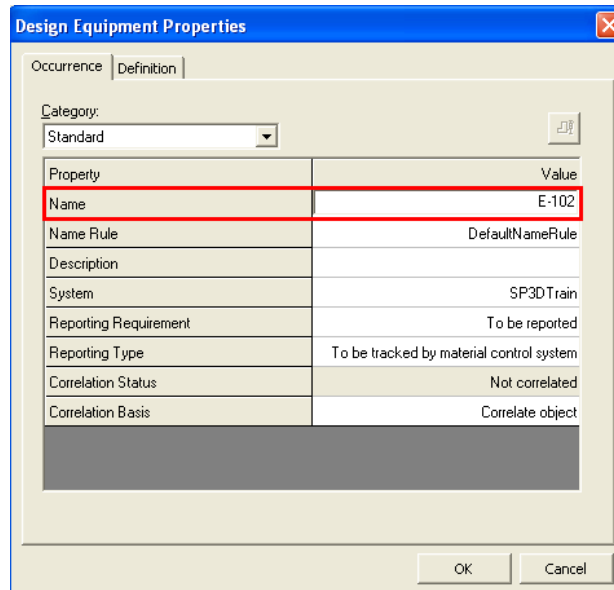 Design Equipment Properties
Occurrence Definition
Category:
Standard
Property Value
Name E-102
Name Rule DefaultNameRule
Description
System SP3DTrain
Reporting Requirement To be reported
Reporting Type To be tracked by material control system
Correlation Status Not correlated
Correlation Basis Correlate object
OK Cancel